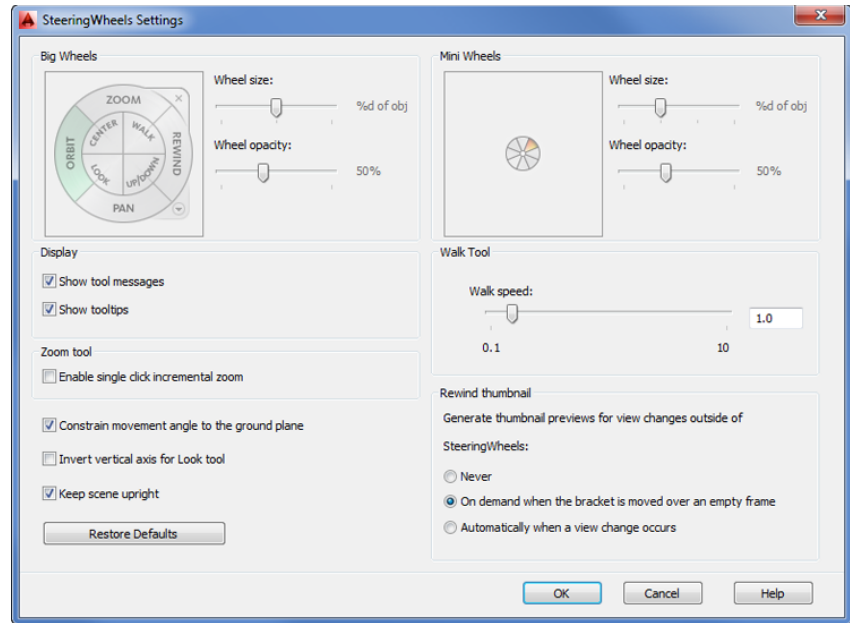 SteeringWheels Settings
Big Wheels
ZOOM
CENTER
WALK
ORBIT
REWIND
LOOK
UP/DOWN
PAN
Wheel size:
%d of obj
Wheel opacity:
50%
Mini Wheels
Wheel size:
%d of obj
Wheel opacity:
50%
Display
Show tool messages
Show tooltips
Zoom tool
Enable single click incremental zoom
Constrain movement angle to the ground plane
Invert vertical axis for Look tool
Keep scene upright
Restore Defaults
Walk Tool
Walk speed:
1.0
0.1 10
Rewind thumbnail
Generate thumbnail previews for view changes outside of
SteeringWheels:
Never
On demand when the bracket is moved over an empty frame
Automatically when a view change occurs
OK Cancel Help